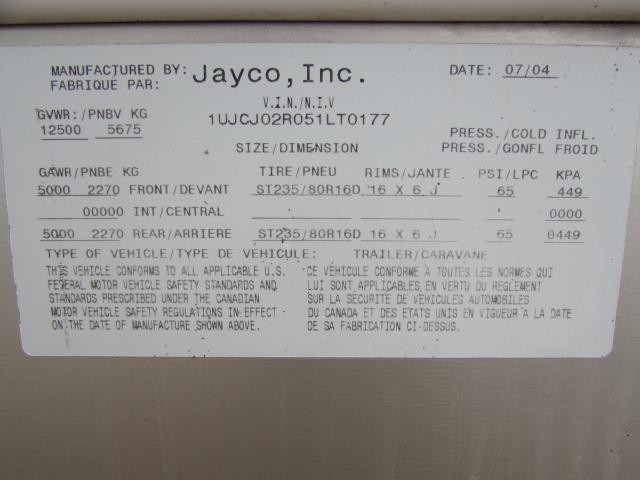 MANUFACTURED BY: Jayco, Inc. DATE: 07/04
FABRIQUE PAR:
V.I.N./N.I.V
GVWR:/PNBV KG 1UJCJ02R051LT0177
12500 5675 PRESS./COLD INFL.
SIZE/DIMENSION PRESS./GONFL FROID
GAWR/PNBE KG TIRE/PNEU RIMS/JANTE PSI/LPC KPA
5000 2270 FRONT/DEVANT ST235/80R16D 16 X 6 J 65 449
00000 INT/CENTRAL 0000
5000 2270 REAR/ARRIERE ST235/80R16D 16 X 6 J 65 0449
TYPE OF VEHICLE/TYPE DE VÉHICULE: TRAILER/CARAVANE
THIS VEHICLE CONFORMS TO ALL APPLICABLE U.S.
FEDERAL MOTOR VEHICLE SAFETY STANDARDS AND
STANDARDS PRESCRIBED UNDER THE CANADIAN
MOTOR VEHICLE SAFETY REGULATIONS IN EFFECT
ON THE DATE OF MANUFACTURE SHOWN ABOVE.
CE VÉHICULE CONFORME À TOUTES LES NORMES QUI
LUI SONT APPLICABLES EN VERTU DU REGLEMENT
SUR LA SECURITE DE VÉHICULES AUTOMOBILES
DU CANADA ET DES ETATS UNIS EN VIGUEUR A LA DATE
DE SA FABRICATION CI-DESSUS.